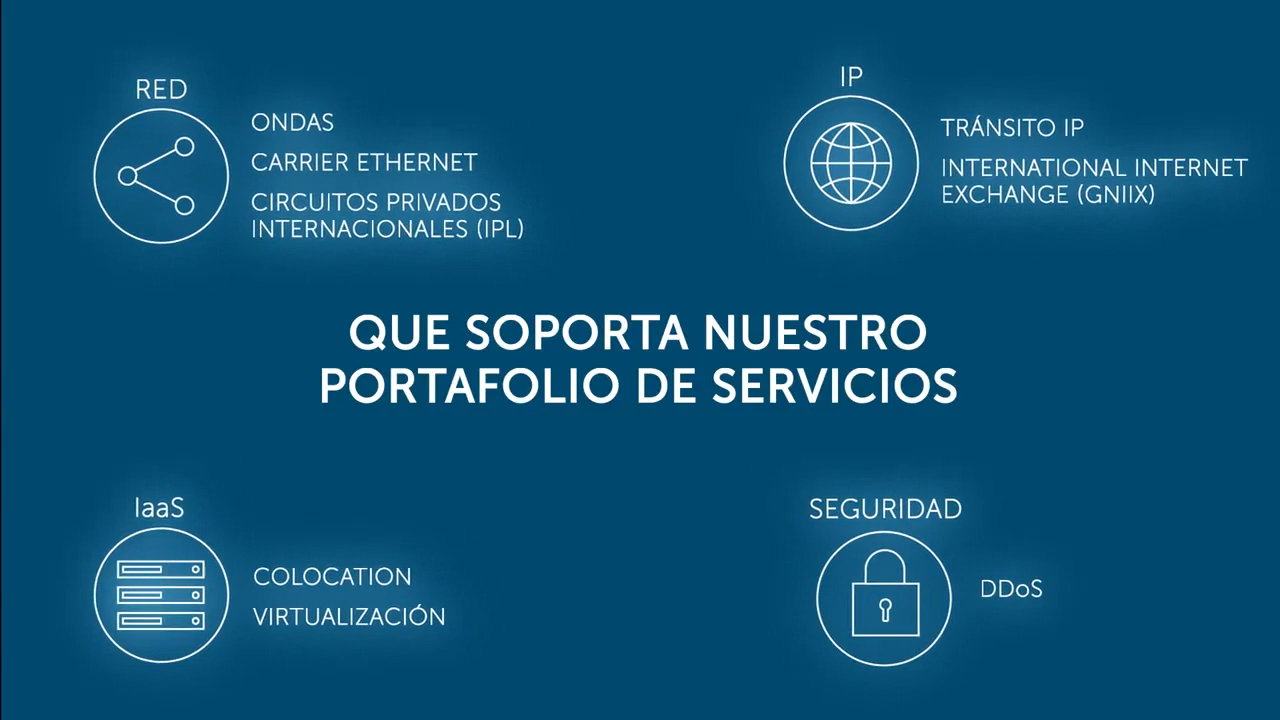 RED
ONDAS
CARRIER ETHERNET
CIRCUITOS PRIVADOS
INTERNACIONALES (IPL)
IP
TRÁNSITO IP
INTERNATIONAL INTERNET
EXCHANGE (GNIIX)
QUE SOPORTA NUESTRO
PORTAFOLIO DE SERVICIOS
IaaS
COLOCATION
VIRTUALIZACIÓN
SEGURIDAD
DDoS